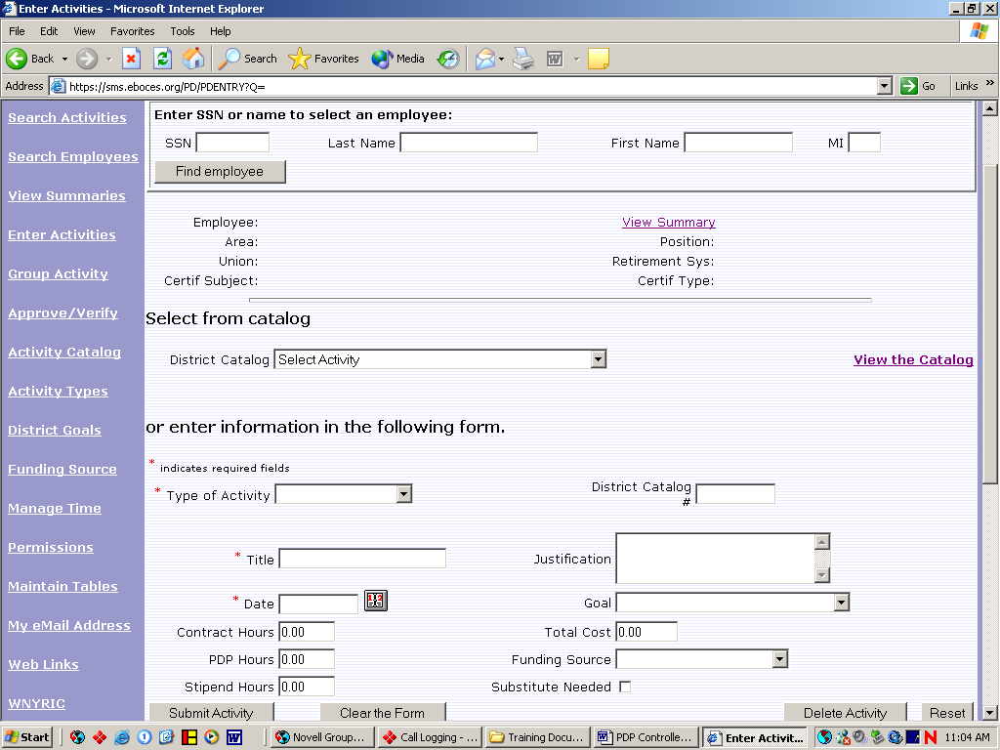 Enter Activities - Microsoft Internet Explorer
File Edit View Favorites Tools Help
Back Search Favorites Media
Address https://sms.eboces.org/PD/PDENTRY?Q= Go Links »
Search Activities
Search Employees
View Summaries
Enter Activities
Group Activity
Approve/Verify
Activity Catalog
Activity Types
District Goals
Funding Source
Manage Time
Permissions
Maintain Tables
My eMail Address
Web Links
WNYRIC
Enter SSN or name to select an employee:
SSN Last Name First Name MI
Find employee
Employee: View Summary
Area: Position:
Union: Retirement Sys:
Certif Subject: Certif Type:
Select from catalog
District Catalog Select Activity View the Catalog
or enter information in the following form.
* indicates required fields
* Type of Activity District Catalog
#
* Title Justification
* Date Goal
Contract Hours 0.00 Total Cost 0.00
PDP Hours 0.00 Funding Source
Stipend Hours 0.00 Substitute Needed
Submit Activity Clear the Form Delete Activity Reset
Start Novell Group... Call Logging - ... Training Docu... PDP Controlle... Enter Activit... 11:04 AM